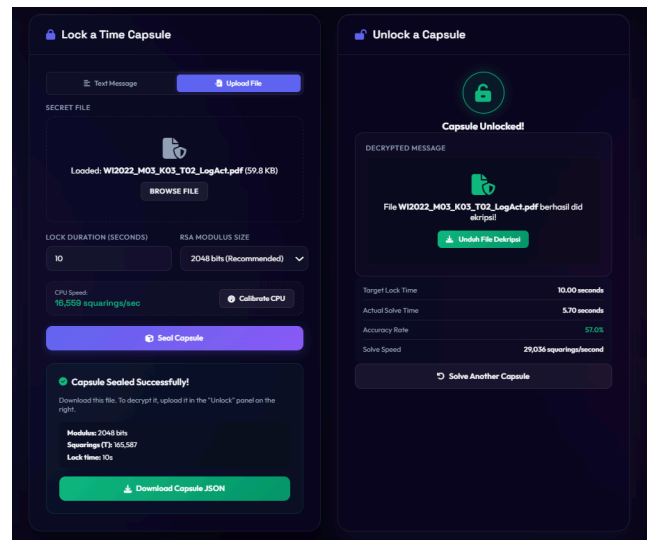 Lock a Time Capsule
Text Message
Upload File
SECRET FILE
Loaded: WI2022_M03_K03_T02_LogAct.pdf (59.8 KB)
BROWSE FILE
LOCK DURATION (SECONDS)
RSA MODULUS SIZE
10
2048 bits (Recommended)
CPU Speed:
16,559 squarings/sec
Calibrate CPU
Seal Capsule
Capsule Sealed Successfully!
Download this file. To decrypt it, upload it in the "Unlock" panel on the
right.
Modulus: 2048 bits
Squarings (T): 165,587
Lock time: 10s
Download Capsule JSON
Unlock a Capsule
Capsule Unlocked!
DECRYPTED MESSAGE
File WI2022_M03_K03_T02_LogAct.pdf berhasil did
ekripsi!
Unduh File Dekripsi
Target Lock Time 10.00 seconds
Actual Solve Time 5.70 seconds
Accuracy Rate 57.0%
Solve Speed 29,036 squarings/second
Solve Another Capsule